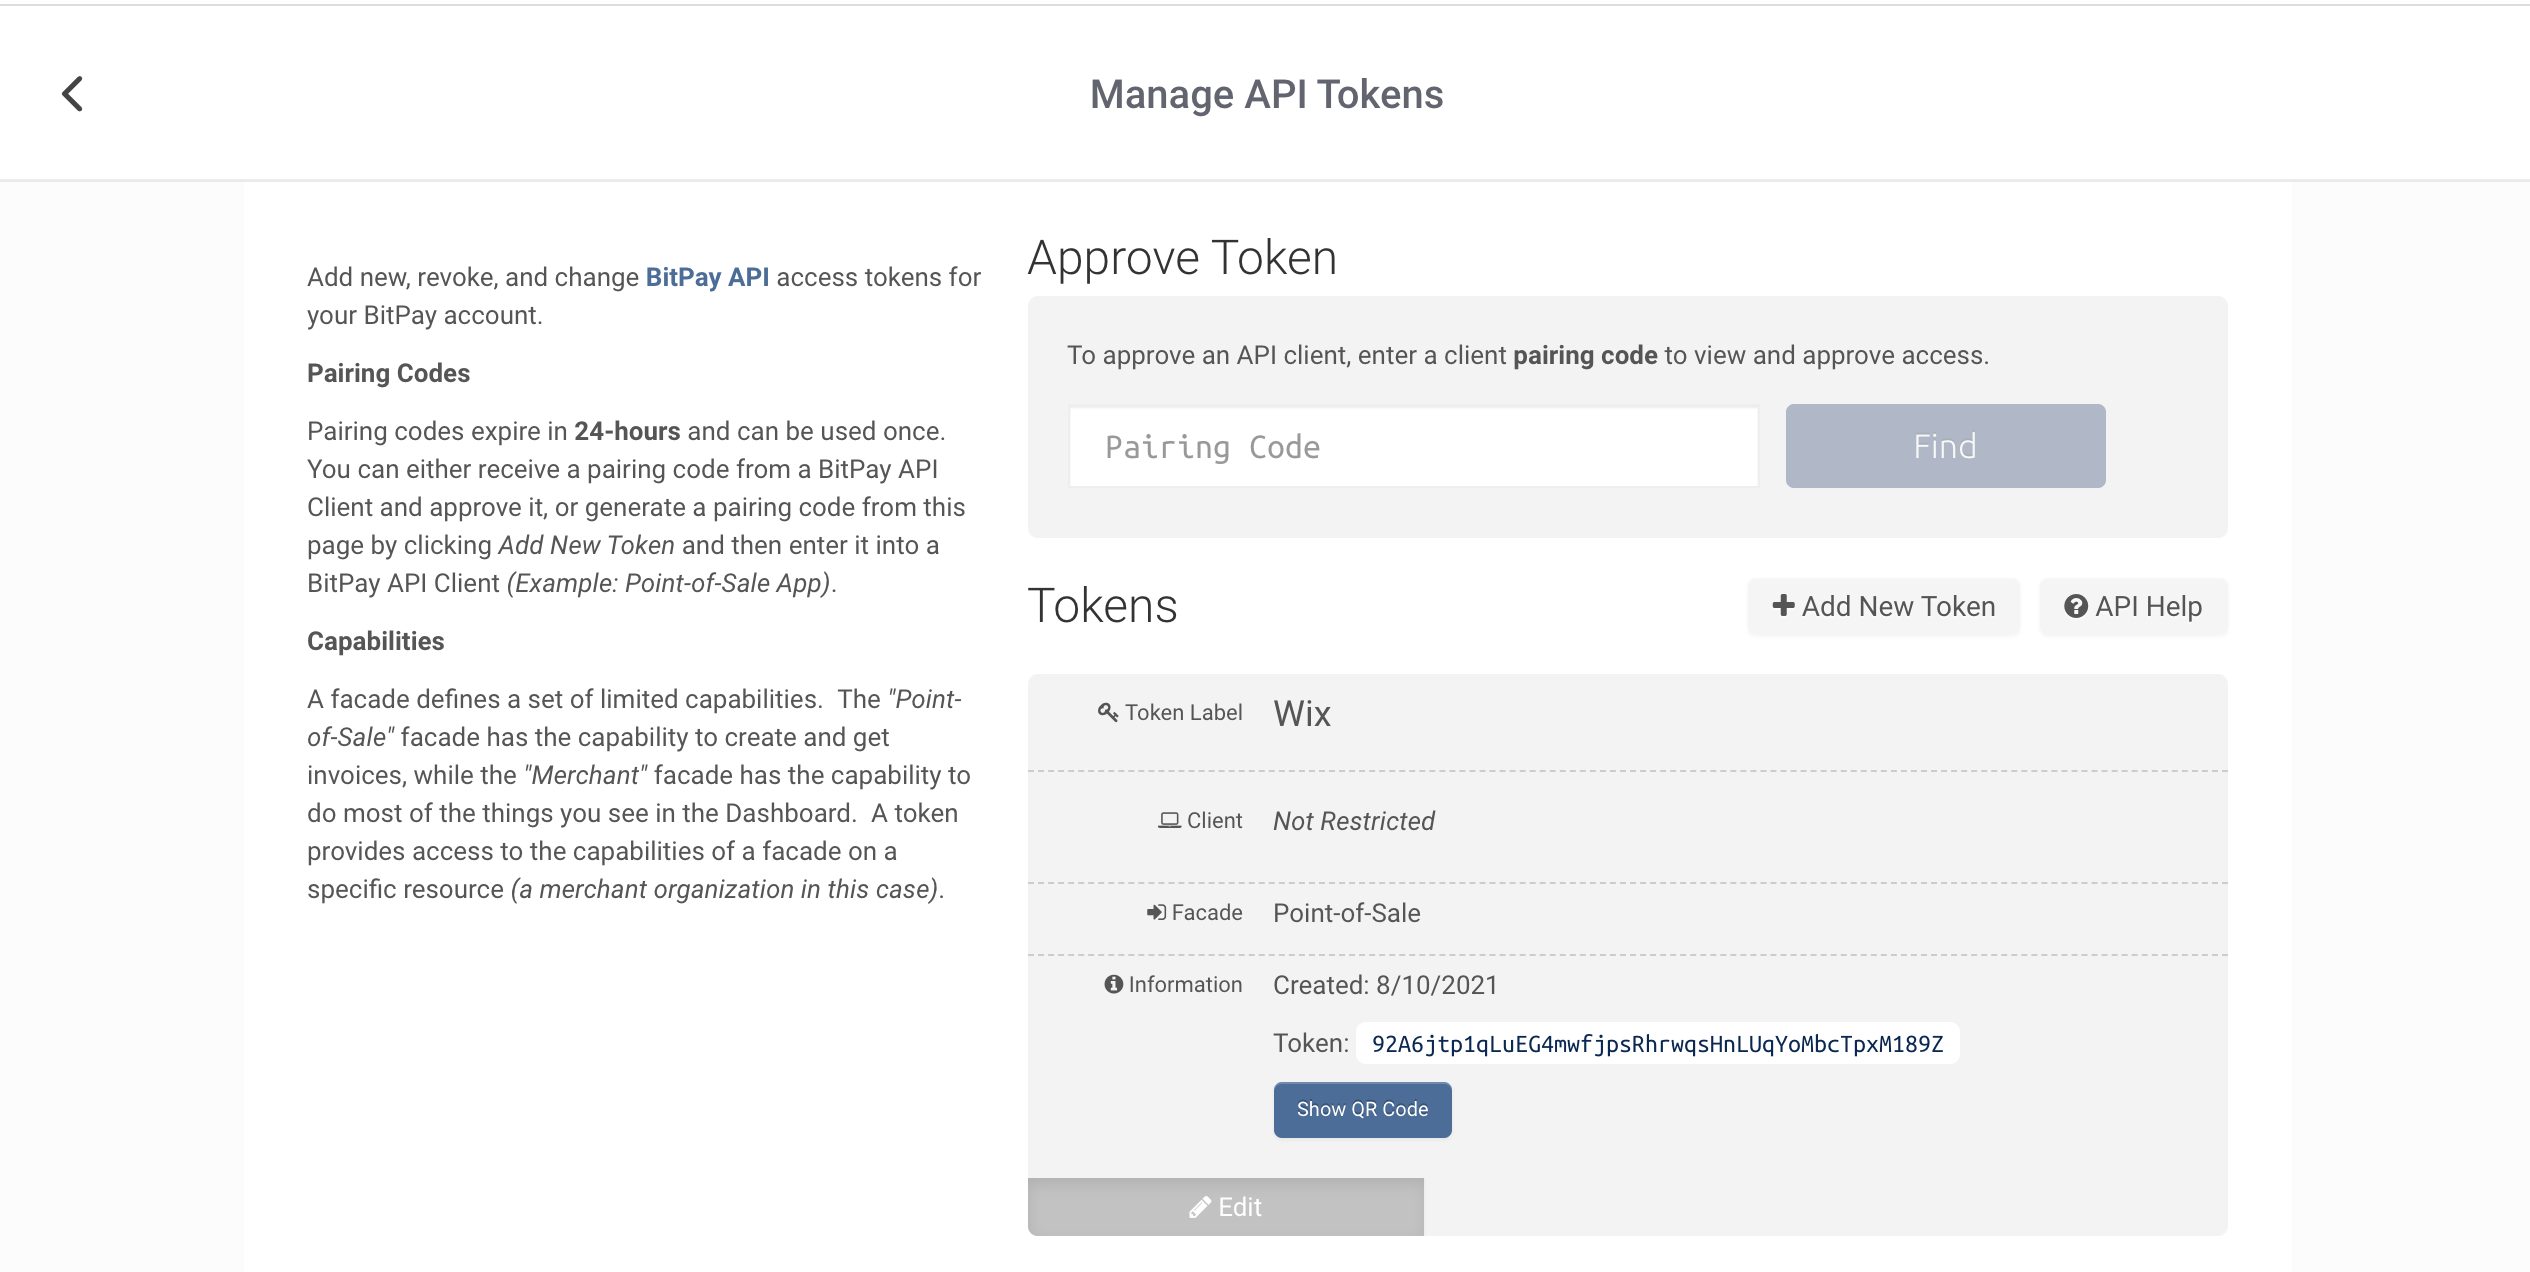 Manage API Tokens
Add new, revoke, and change BitPay API access tokens for
your BitPay account.
Pairing Codes
Pairing codes expire in 24-hours and can be used once.
You can either receive a pairing code from a BitPay API
Client and approve it, or generate a pairing code from this
page by clicking Add New Token and then enter it into a
BitPay API Client (Example: Point-of-Sale App).
Capabilities
A facade defines a set of limited capabilities.  The "Point-
of-Sale" facade has the capability to create and get
invoices, while the "Merchant" facade has the capability to
do most of the things you see in the Dashboard.  A token
provides access to the capabilities of a facade on a
specific resource (a merchant organization in this case).
Approve Token
To approve an API client, enter a client pairing code to view and approve access.
Pairing Code
Find
Tokens
Add New Token
API Help
Token Label Wix
Client Not Restricted
Facade Point-of-Sale
Information Created: 8/10/2021
Token: 92A6jtp1qLuEG4mwfjpsRhrwqsHnLUqYoMbcTpxM189Z
Show QR Code
Edit